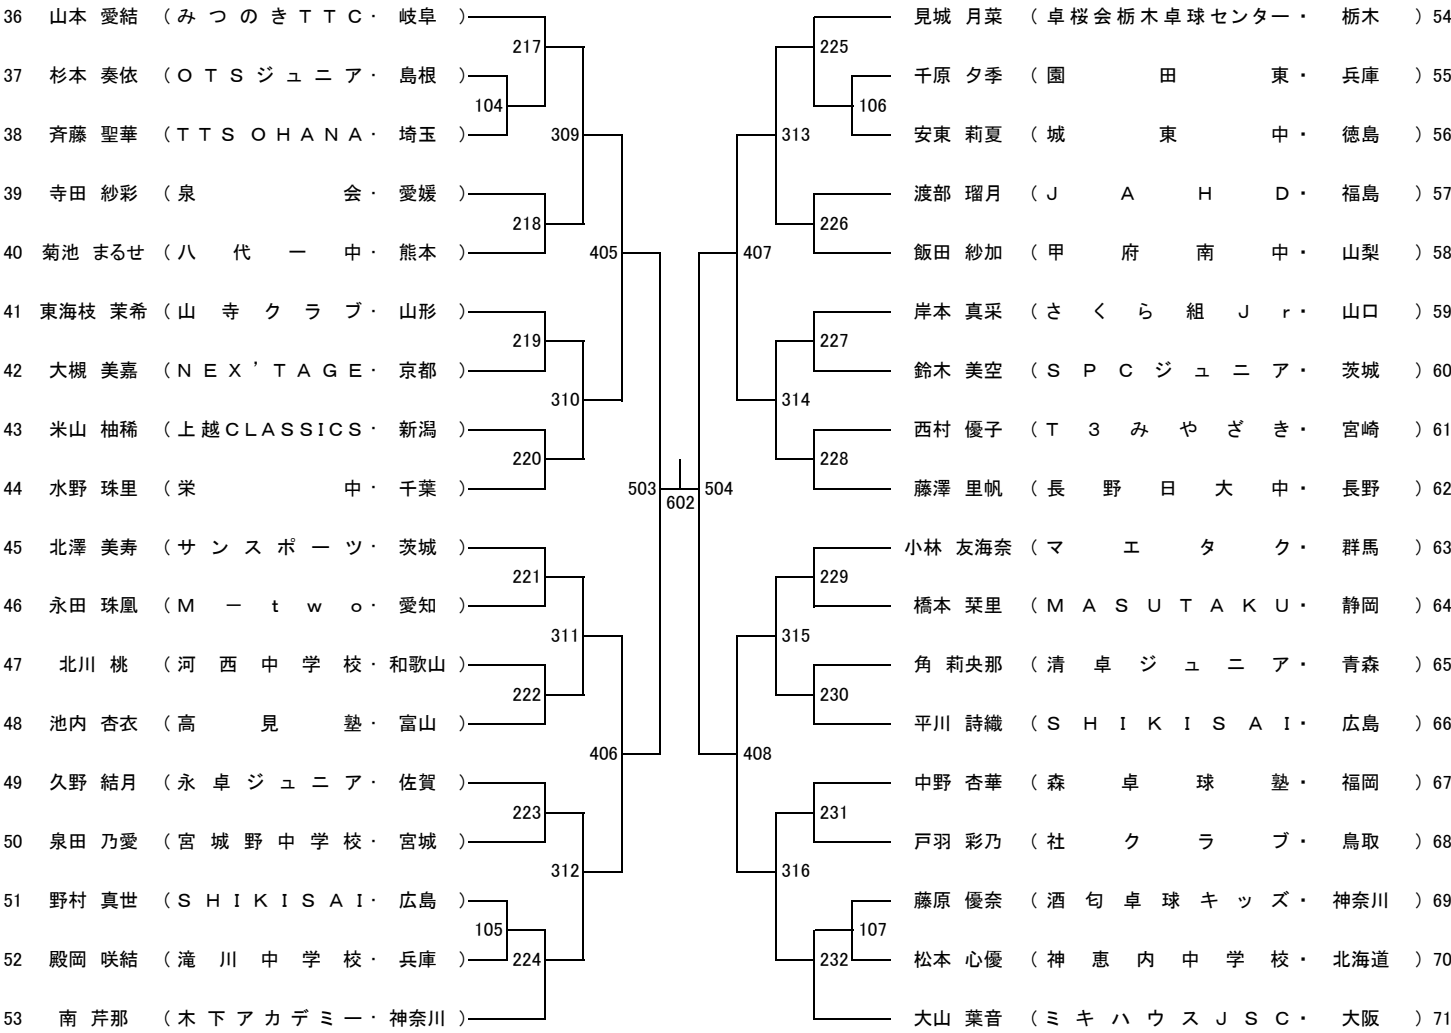 36 山本 愛結 (みつのきTTC・ 岐阜 )
217
37 杉本 奏依 (OTSジュニア・ 島根 )
104
38 斉藤 聖華 (TTSOHANA・ 埼玉 )
309
39 寺田 紗彩 (泉会・ 愛媛 )
218
40 菊池 まるせ (八代一中・ 熊本 )
405
41 東海枝 茉希 (山寺クラブ・ 山形 )
219
42 大槻 美嘉 (NEX'TAGE・ 京都 )
310
43 米山 柚稀 (上越CLASSICS・ 新潟 )
220
44 水野 珠里 (栄中・ 千葉 )
503
602
45 北澤 美寿 (サンスポーツ・ 茨城 )
221
46 永田 珠凰 (M-two・ 愛知 )
311
47 北川 桃 (河西中学校・ 和歌山 )
222
48 池内 杏衣 (高見塾・ 富山 )
406
49 久野 結月 (永卓ジュニア・ 佐賀 )
223
50 泉田 乃愛 (宮城野中学校・ 宮城 )
312
51 野村 真世 (SHIKISAI・ 広島 )
105
52 殿岡 咲結 (滝川中学校・ 兵庫 )
224
53 南 芹那 (木下アカデミー・ 神奈川 )
見城 月菜 (卓桜会栃木卓球センター・ 栃木 ) 54
225
千原 夕季 (園田東・ 兵庫 ) 55
106
安東 莉夏 (城東中・ 徳島 ) 56
313
渡部 瑠月 (JAHD・ 福島 ) 57
226
飯田 紗加 (甲府南中・ 山梨 ) 58
407
岸本 真采 (さくら組Jr・ 山口 ) 59
227
鈴木 美空 (SPCジュニア・ 茨城 ) 60
314
西村 優子 (T3みやざき・ 宮崎 ) 61
228
藤澤 里帆 (長野日大中・ 長野 ) 62
504
小林 友海奈 (マエタク・ 群馬 ) 63
229
橋本 栞里 (MASUTAKU・ 静岡 ) 64
315
角 莉央那 (清卓ジュニア・ 青森 ) 65
230
平川 詩織 (SHIKISAI・ 広島 ) 66
408
中野 杏華 (森卓球塾・ 福岡 ) 67
231
戸羽 彩乃 (社クラブ・ 鳥取 ) 68
316
藤原 優奈 (酒匂卓球キッズ・ 神奈川 ) 69
107
松本 心優 (神恵内中学校・ 北海道 ) 70
232
大山 葉音 (ミキハウスJSC・ 大阪 ) 71